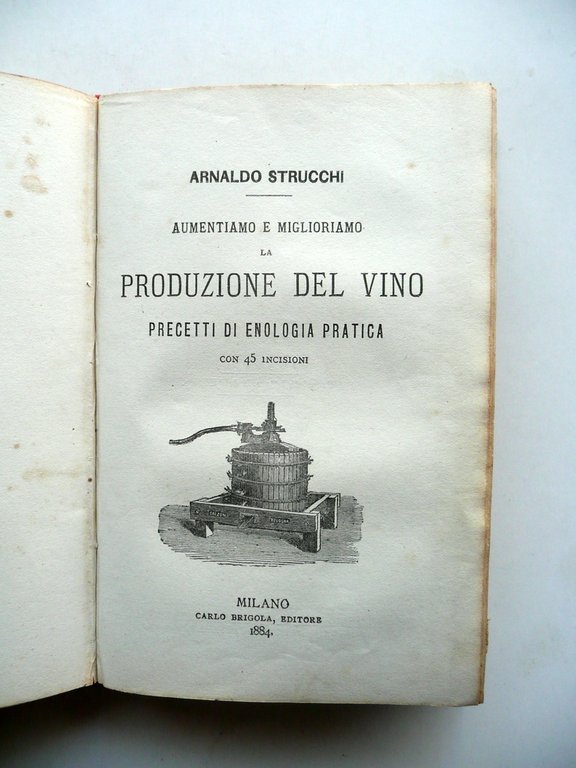 ARNALDO STRUCCHI
AUMENTIAMO E MIGLIORIAMO
LA
PRODUZIONE DEL VINO
PRECETTI DI ENOLOGIA PRATICA
CON 45 INCISIONI
MILANO
CARLO BRIGOLA, EDITORE
1884.